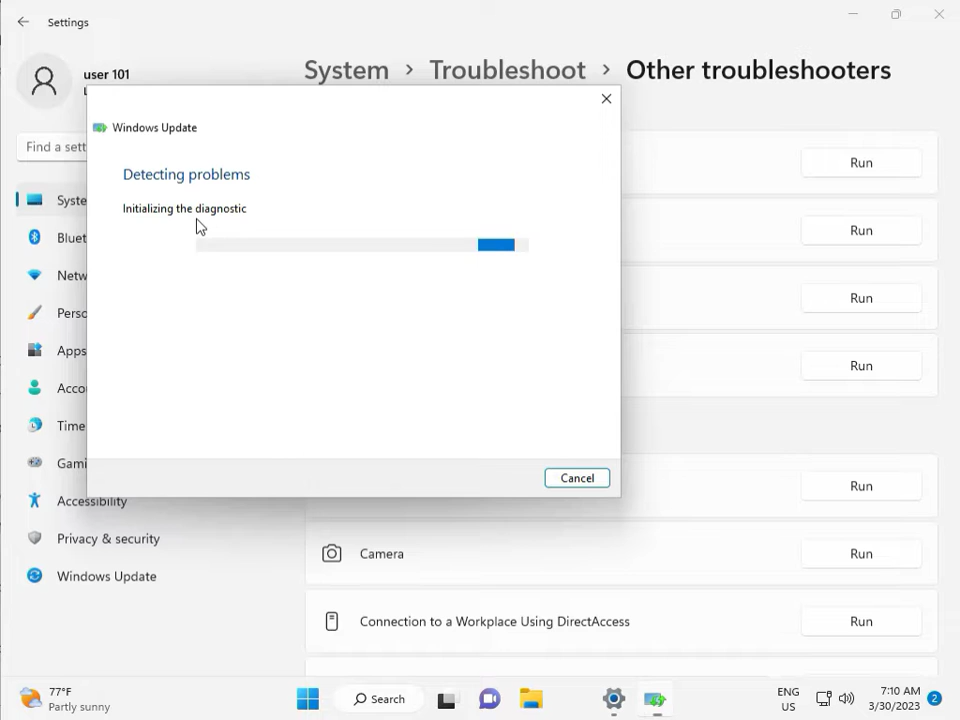 Settings
user 101
System > Troubleshoot > Other troubleshooters
Windows Update
Find a sett
Run
Detecting problems
Syste
Initializing the diagnostic
Bluet
Run
Netw
Run
Perso
Apps
Run
Acco
Time
Gami
Cancel
Run
Accessibility
Privacy & security
Camera
Run
Windows Update
Connection to a Workplace Using DirectAccess
Run
77°F
Partly sunny
Search
ENG
US
7:10 AM
3/30/2023
2